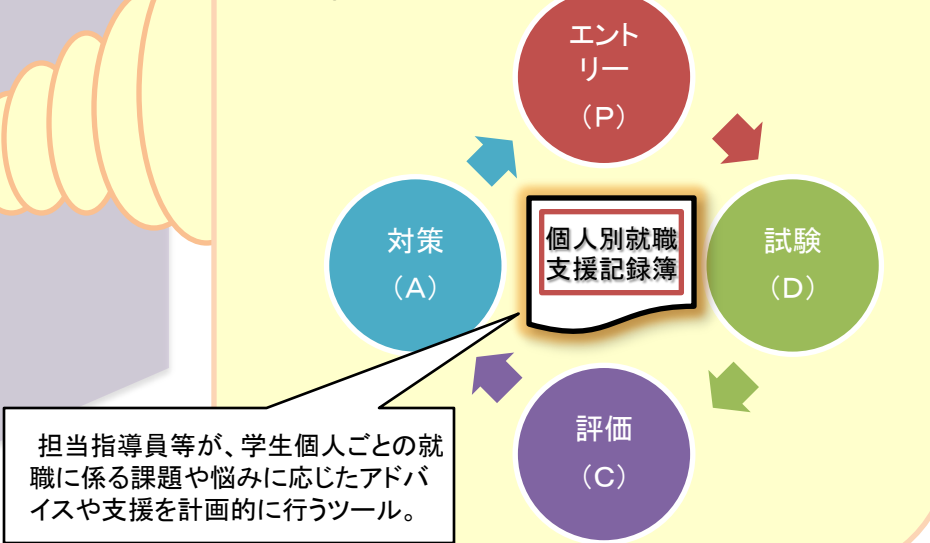 エント
リー
（P）
対策
（A）
個人別就職
支援記録簿
試験
（D）
評価
（C）
担当指導員等が、学生個人ごとの就
職に係る課題や悩みに応じたアドバ
イスや支援を計画的に行うツール。